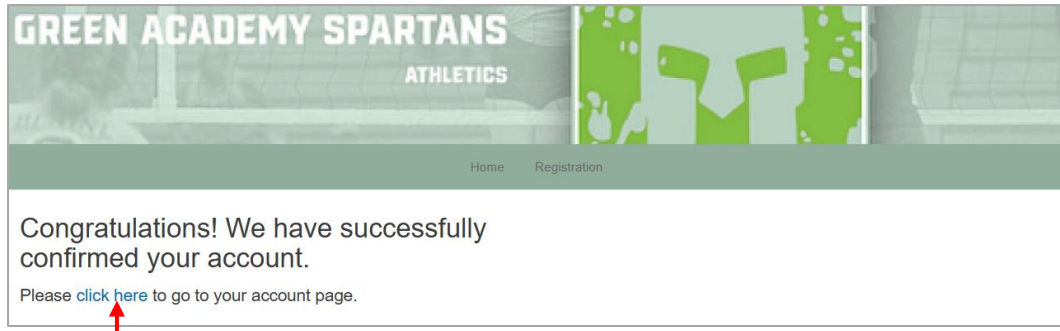 GREEN ACADEMY SPARTANS
ATHLETICS
Home Registration
Congratulations! We have successfully
confirmed your account.
Please click here to go to your account page.